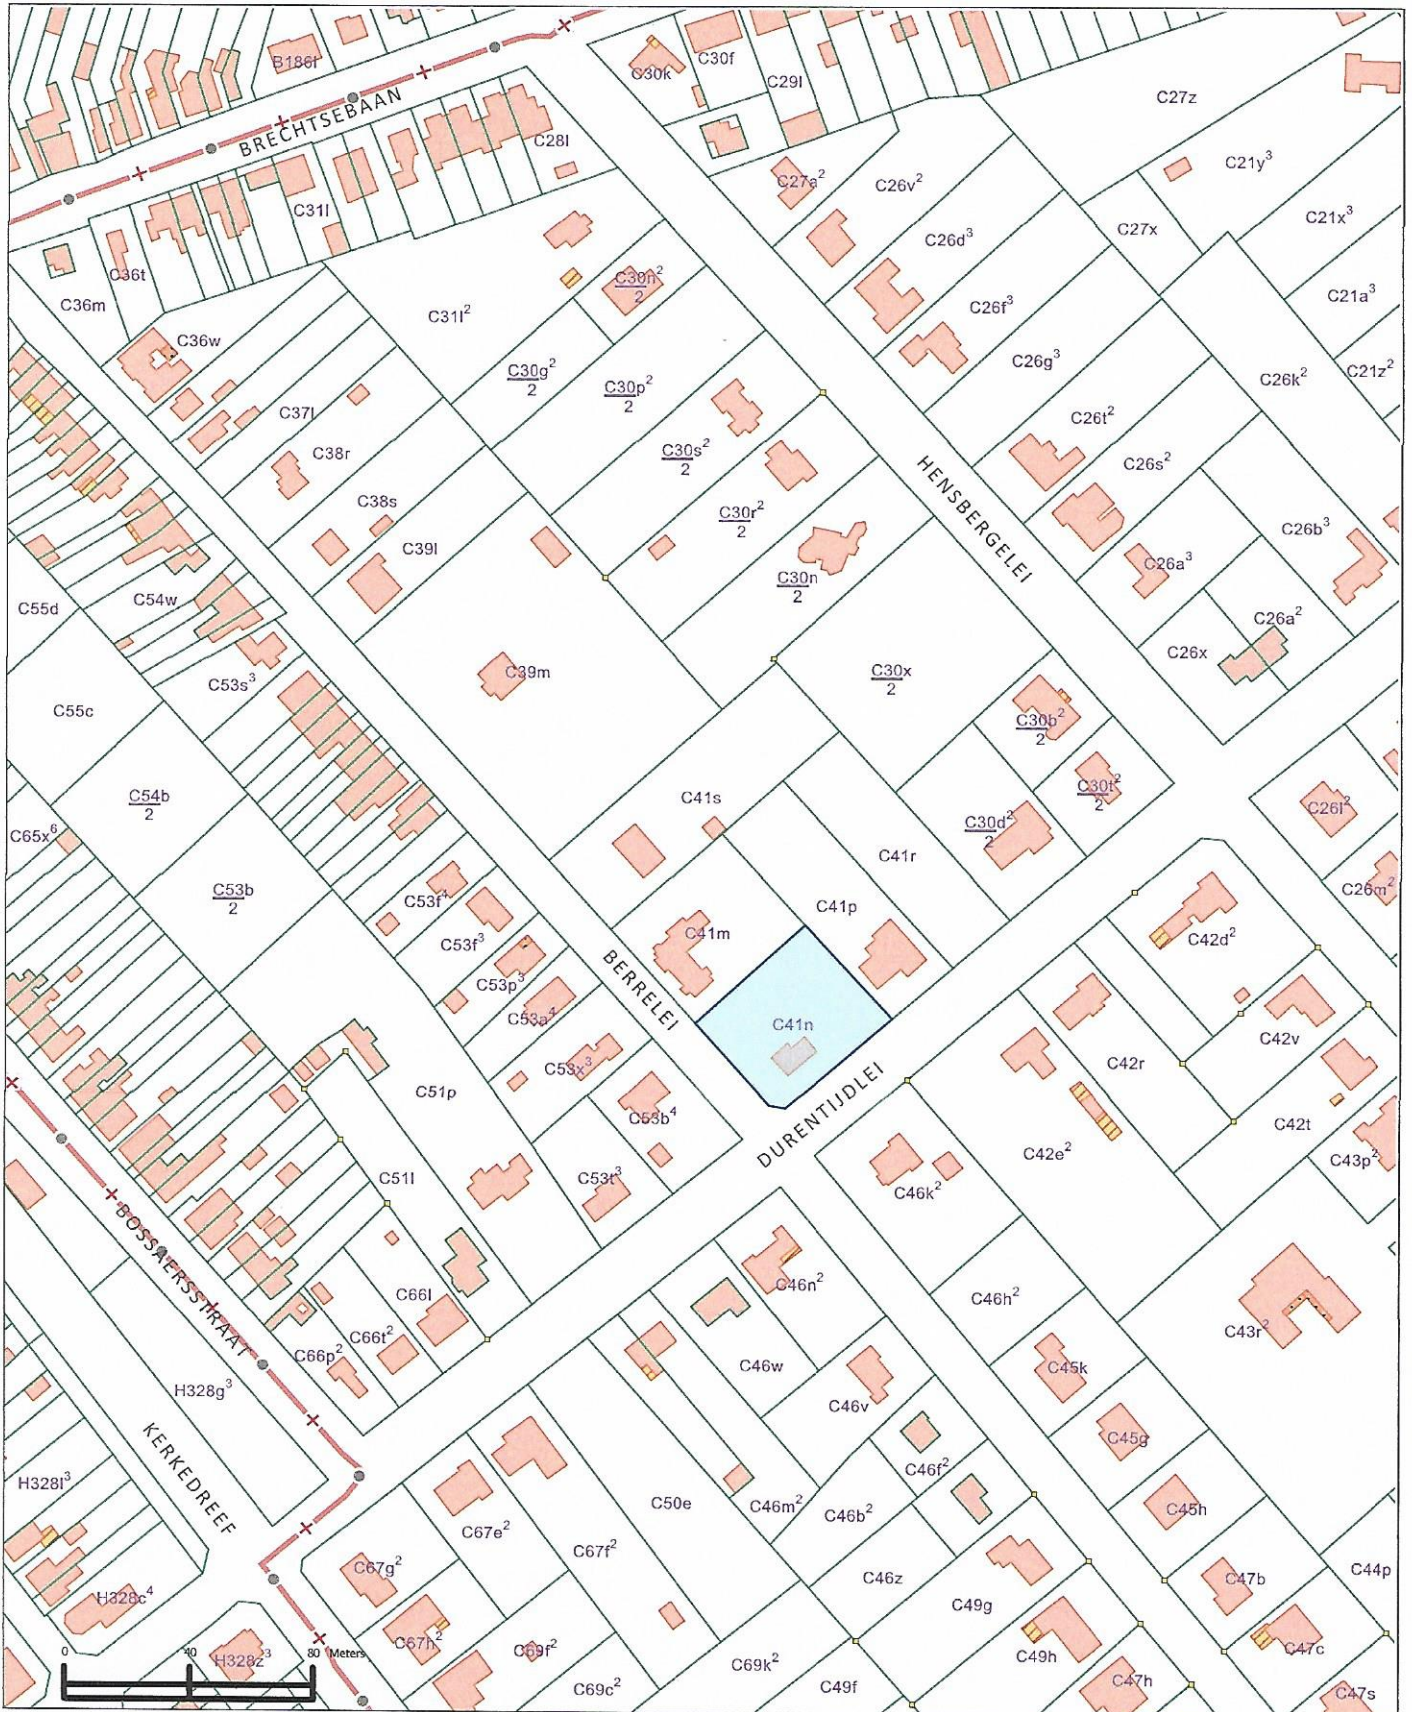 B186l
C30k
C30f
C29l
C27z
BRECHTSEBAAN
C28l
C27a²
C26v²
C21y³
C21x³
C31l
C26d³
C27x
C36t
C36m
C31l²
C30n²
2
C26f³
C21a³
C36w
C30g²
2
C30p²
2
C26g³
C26k²
C21z²
C37l
C26t²
C38r
C30s²
2
C26s²
C38s
C30r²
2
HENSBERGELEI
C26b³
C39l
C30n
2
C26a³
C55d
C54w
C26a²
C26x
C53s³
C39m
C30x
2
C55c
C30b²
2
C54b
2
C41s
C30t²
2
C26l²
C65x⁶
C30d²
2
C41r
C53b
2
C53f⁴
C41p
C26m²
C53f³
C41m
C42d²
C53p³
BERRELEI
C53a⁴
C41n
C42v
C53x³
C42r
C51p
C53b⁴
DURENTIJDLEI
C42t
C42e²
C43p²
C51l
C53t³
C46k²
BOSSAERSSTRAAT
C66l
C46n²
C46h²
C66t²
C43r²
C66p²
C46w
C45k
H328g³
C46v
KERKEDREEF
C45g
C46f²
H328l³
C50e
C46m²
C46b²
C45h
C67e²
C67f²
C67g²
C46z
C47b
C44p
H328c⁴
C49g
C67h²
C69f²
C49h
C47c
H328z³
C69k²
C69c²
C49f
C47h
C47s
0 40 80 Meters